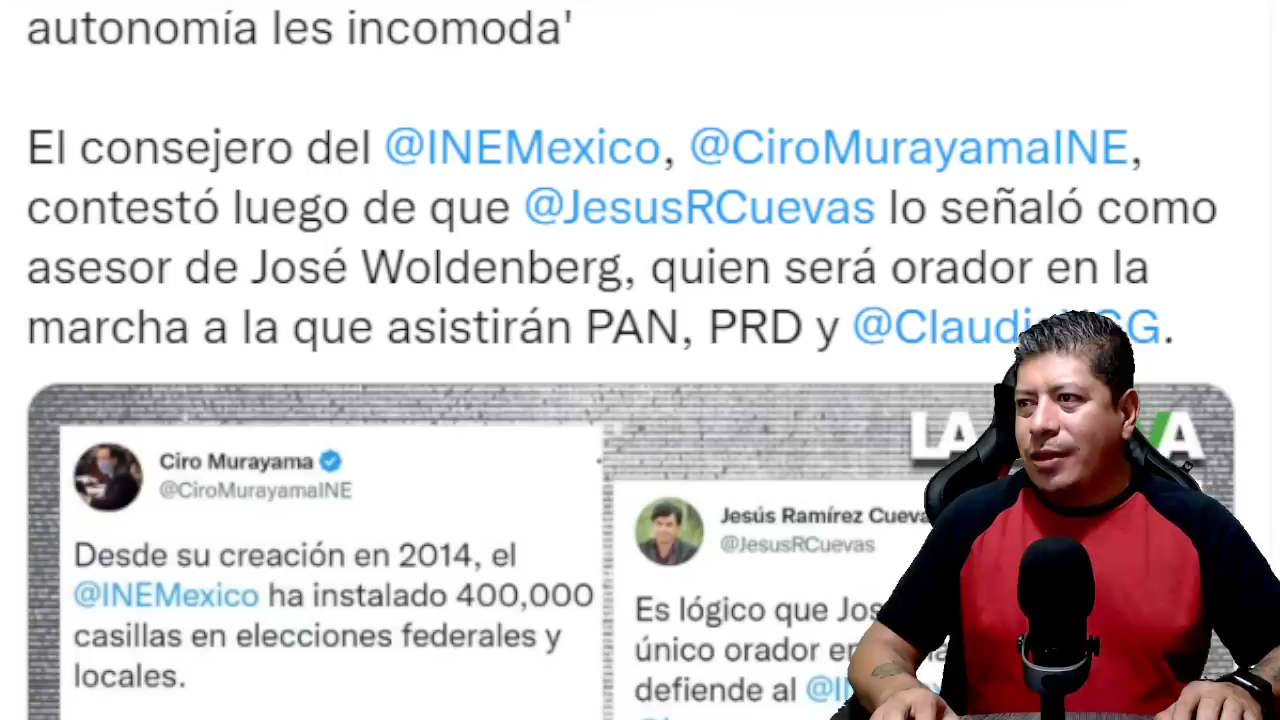 autonomía les incomoda'
El consejero del @INEMexico, @CiroMurayamaINE,
contestó luego de que @JesusRCuevas lo señaló como
asesor de José Woldenberg, quien será orador en la
marcha a la que asistirán PAN, PRD y
Ciro Murayama
@CiroMurayamaINE
Desde su creación en 2014, el
@INEMexico ha instalado 400,000
casillas en elecciones federales y
locales.
LA
Jesús Ramírez
@JesusRCuevas
Es lógico que
único orador
defiende al